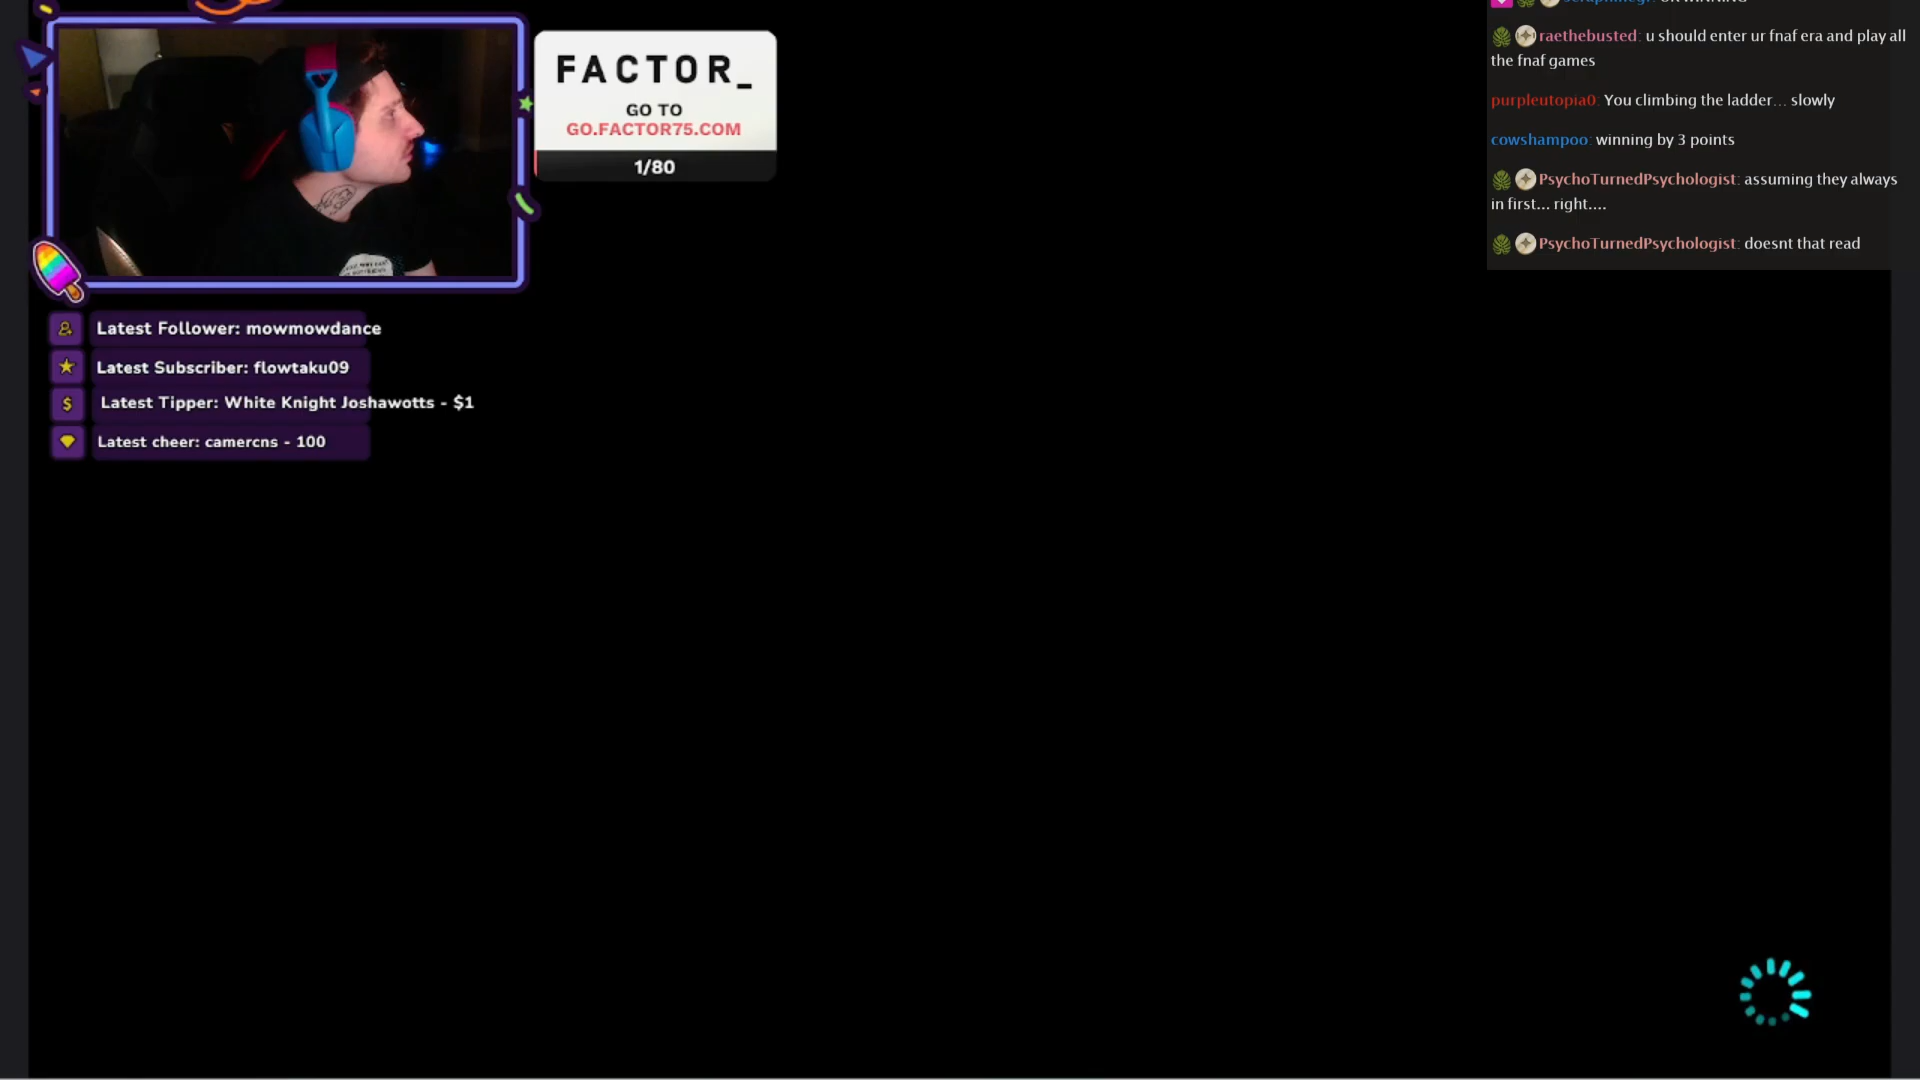 FACTOR_
GO TO
GO.FACTOR75.COM
1/80
Latest Follower: mowmowdance
Latest Subscriber: flowtaku09
$ Latest Tipper: White Knight Joshawotts - $1
Latest cheer: camercns - 100
raethebusted: u should enter ur fnaf era and play all
the fnaf games
purpleutopia0: You climbing the ladder... slowly
cowshampoo: winning by 3 points
PsychoTurnedPsychologist: assuming they always
in first... right....
PsychoTurnedPsychologist: doesnt that read